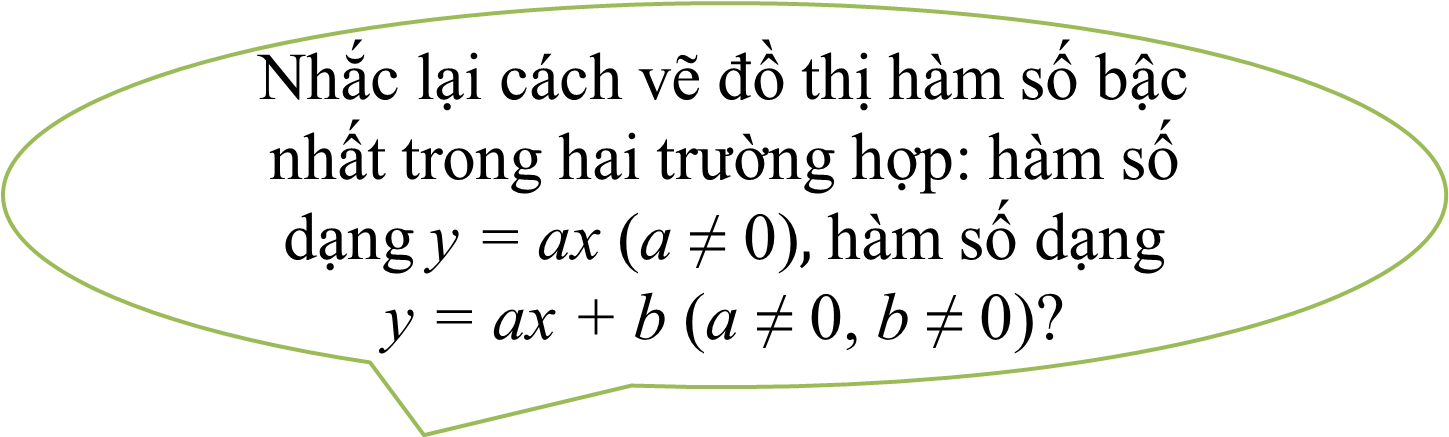 Nhắc lại cách vẽ đồ thị hàm số bậc
nhất trong hai trường hợp: hàm số
dạng y = ax (a ≠ 0), hàm số dạng
y = ax + b (a ≠ 0, b ≠ 0)?